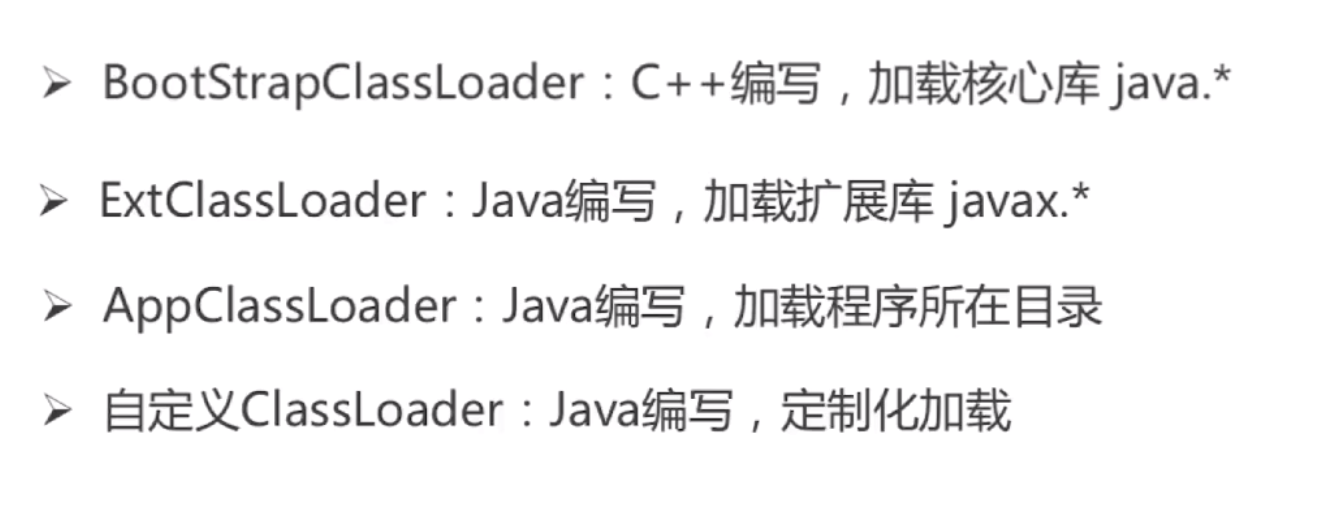 ➢ BootStrapClassLoader：C++编写，加载核心库 java.*
➢ ExtClassLoader：Java编写，加载扩展库 javax.*
➢ AppClassLoader：Java编写，加载程序所在目录
➢ 自定义ClassLoader：Java编写，定制化加载